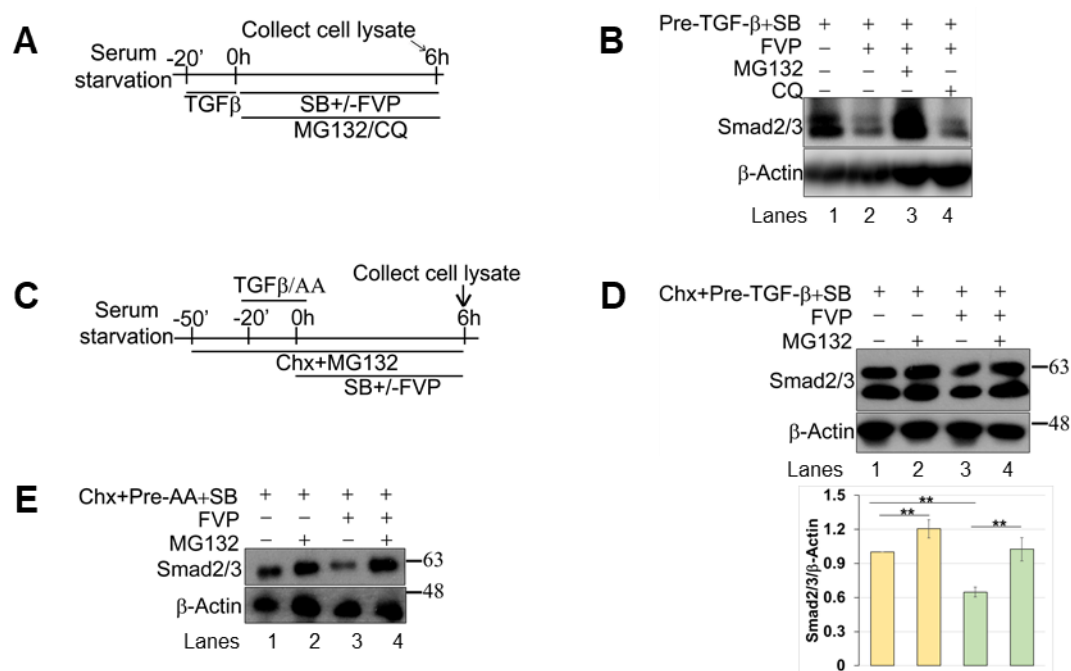 A
Collect cell lysate
Serum starvation
-20’ 0h 6h
TGFβ SB+/-FVP
MG132/CQ
B
Pre-TGF-β+SB + + + +
FVP – + + +
MG132 – – + –
CQ – – – +
Smad2/3
β-Actin
Lanes 1 2 3 4
C
TGFβ/AA Collect cell lysate
Serum starvation
-50’ -20’ 0h 6h
Chx+MG132
SB+/-FVP
D
Chx+Pre-TGF-β+SB + + + +
FVP – – + +
MG132 – + – +
Smad2/3 63
β-Actin 48
Lanes 1 2 3 4
Smad2/3/β-Actin
1.5
1.2
0.9
0.6
0.3
0
** ** **
E
Chx+Pre-AA+SB + + + +
FVP – – + +
MG132 – + – +
Smad2/3 63
β-Actin 48
Lanes 1 2 3 4